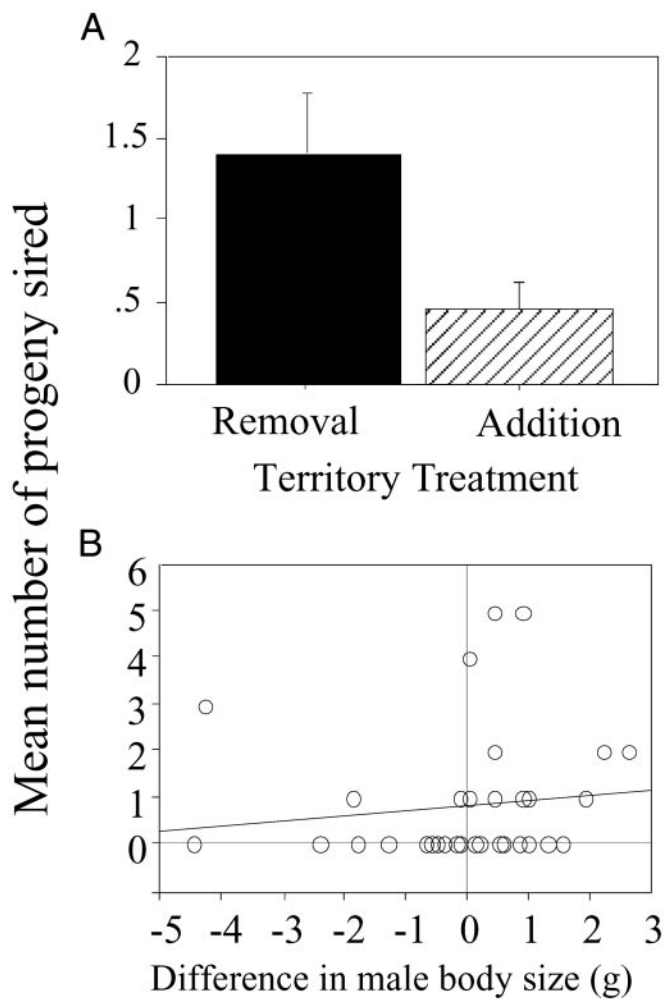 A
2
1.5
1
.5
0
Removal Addition
Territory Treatment
Mean number of progeny sired
B
6
5
4
3
2
1
0
-5 -4 -3 -2 -1 0 1 2 3
Difference in male body size (g)